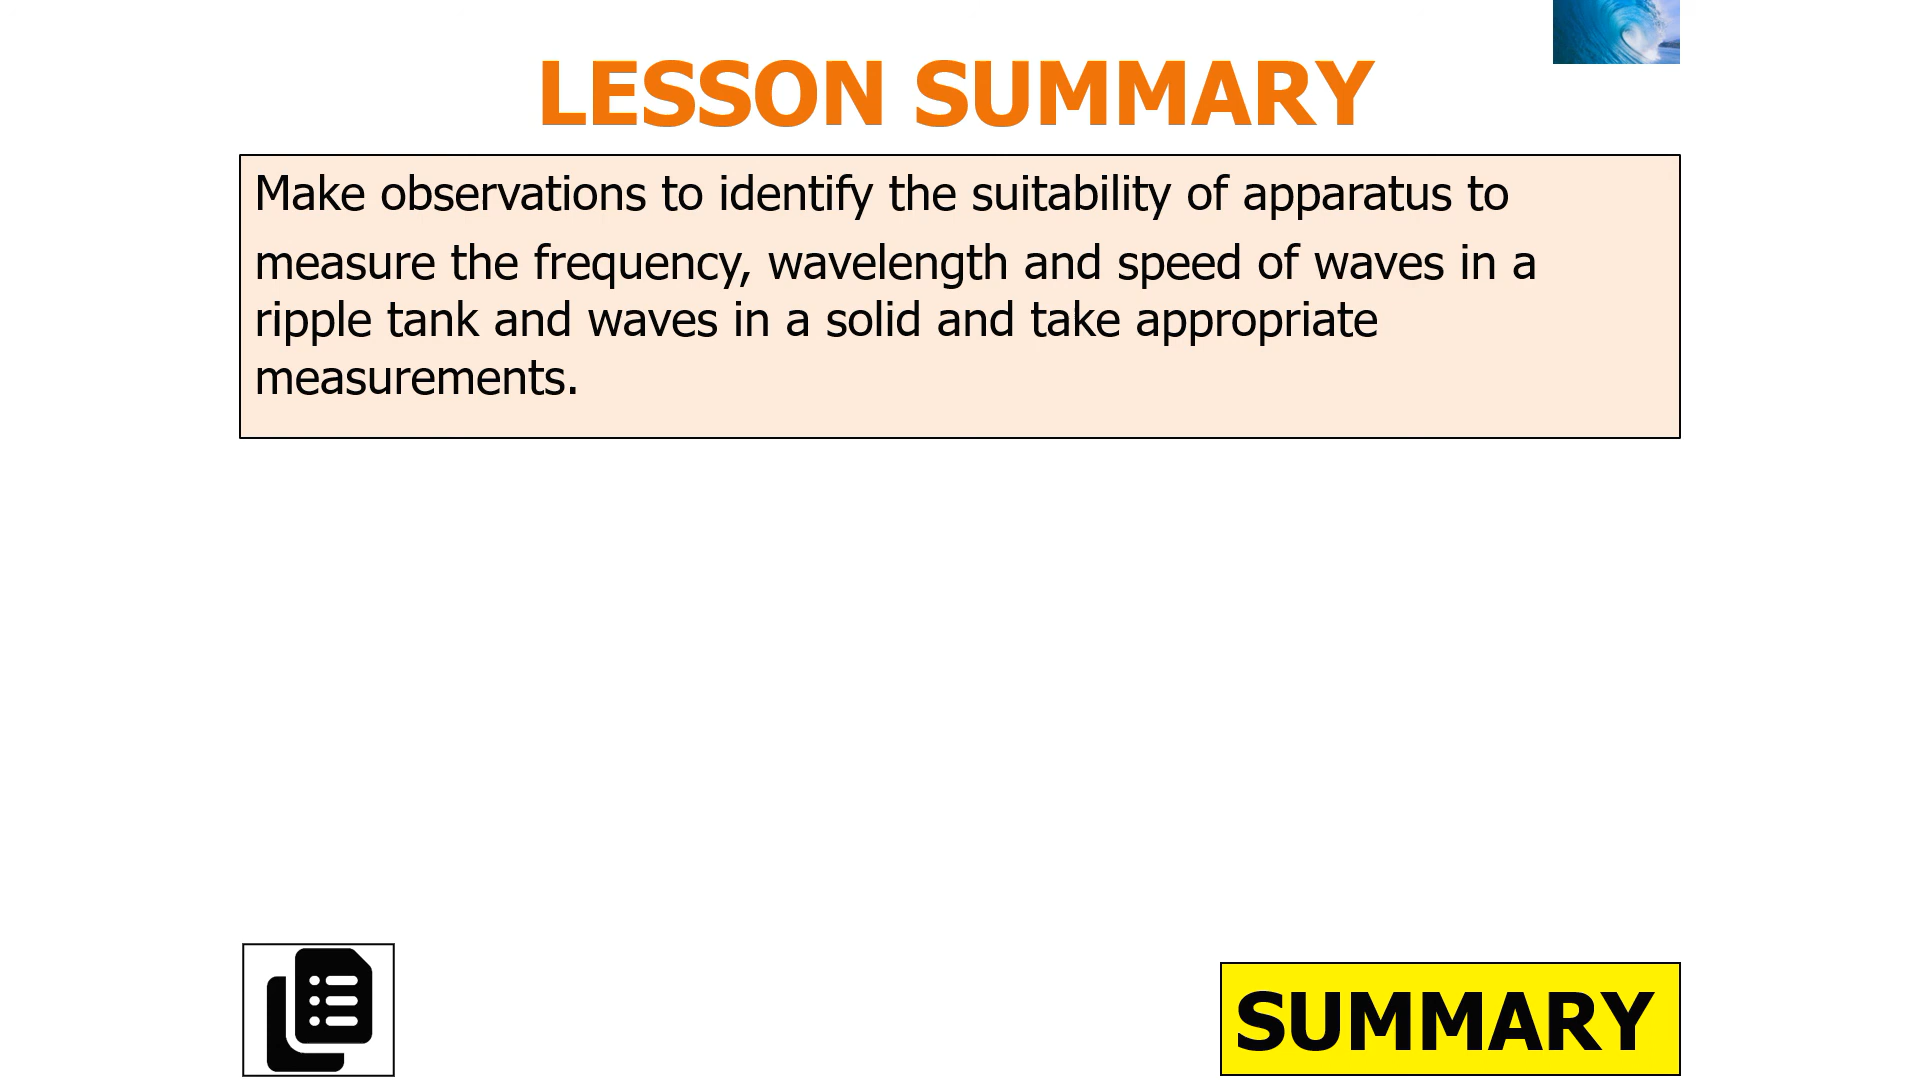 LESSON SUMMARY
Make observations to identify the suitability of apparatus to
measure the frequency, wavelength and speed of waves in a
ripple tank and waves in a solid and take appropriate
measurements.
SUMMARY